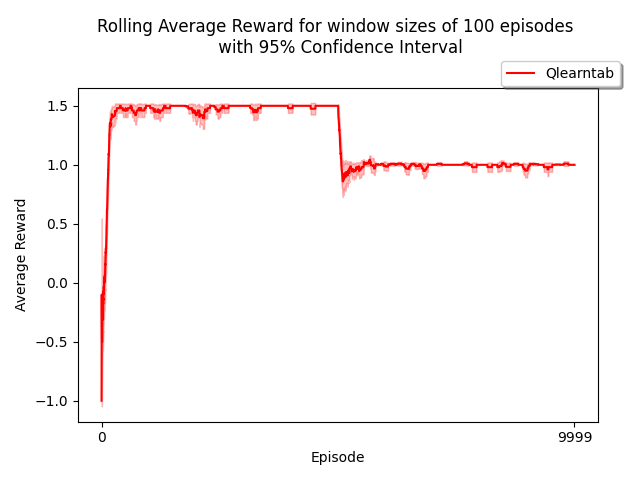 Rolling Average Reward for window sizes of 100 episodes
with 95% Confidence Interval
Qlearntab
1.5
1.0
0.5
0.0
−0.5
−1.0
Average Reward
0
9999
Episode